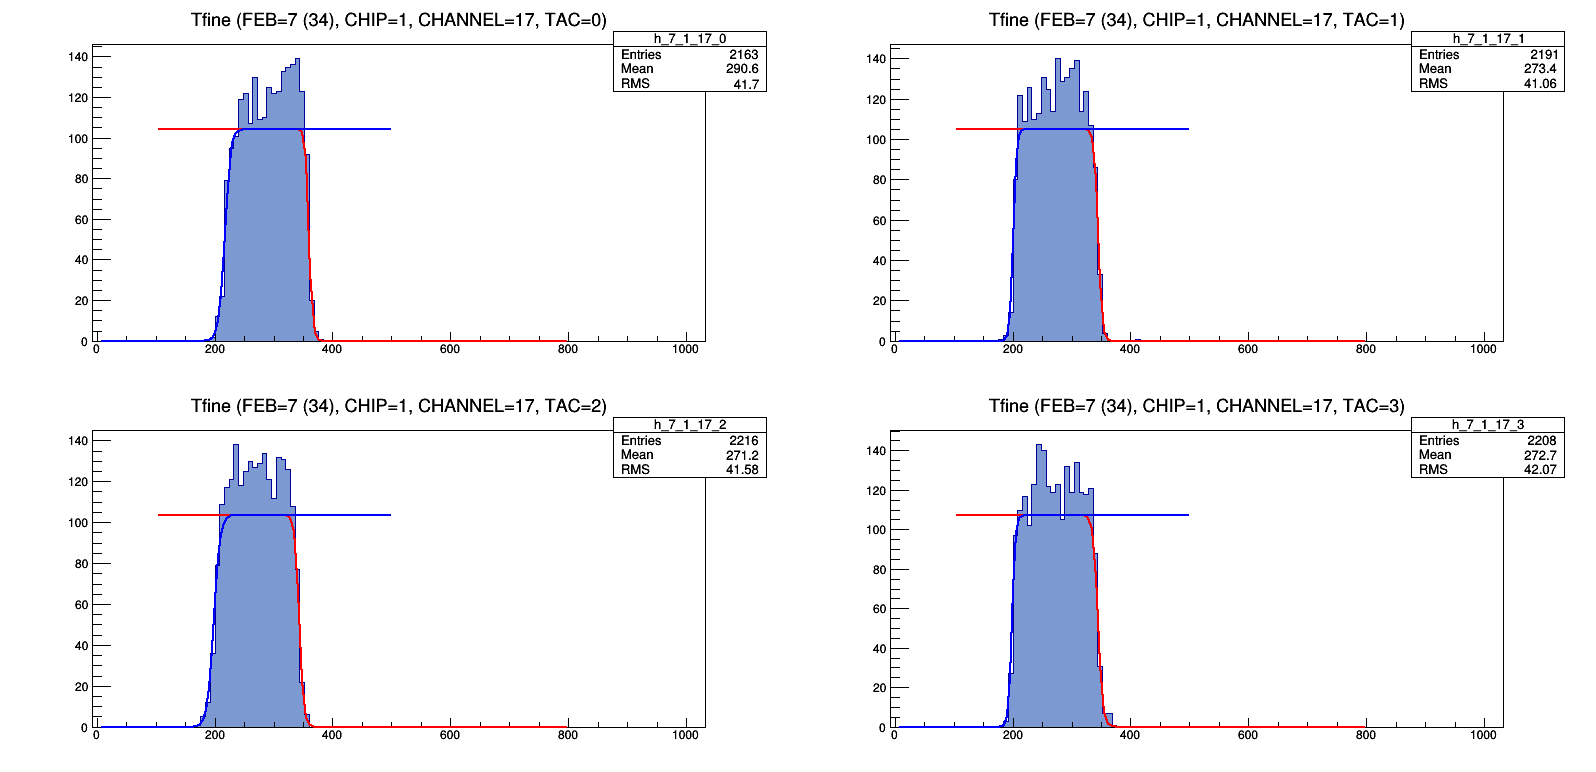 Tfine (FEB=7 (34), CHIP=1, CHANNEL=17, TAC=0)
h_7_1_17_0
Entries 2163
Mean 290.6
RMS 41.7
140
120
100
80
60
40
20
0
0 200 400 600 800 1000
Tfine (FEB=7 (34), CHIP=1, CHANNEL=17, TAC=1)
h_7_1_17_1
Entries 2191
Mean 273.4
RMS 41.06
140
120
100
80
60
40
20
0
0 200 400 600 800 1000
Tfine (FEB=7 (34), CHIP=1, CHANNEL=17, TAC=2)
h_7_1_17_2
Entries 2216
Mean 271.2
RMS 41.58
140
120
100
80
60
40
20
0
0 200 400 600 800 1000
Tfine (FEB=7 (34), CHIP=1, CHANNEL=17, TAC=3)
h_7_1_17_3
Entries 2208
Mean 272.7
RMS 42.07
140
120
100
80
60
40
20
0
0 200 400 600 800 1000